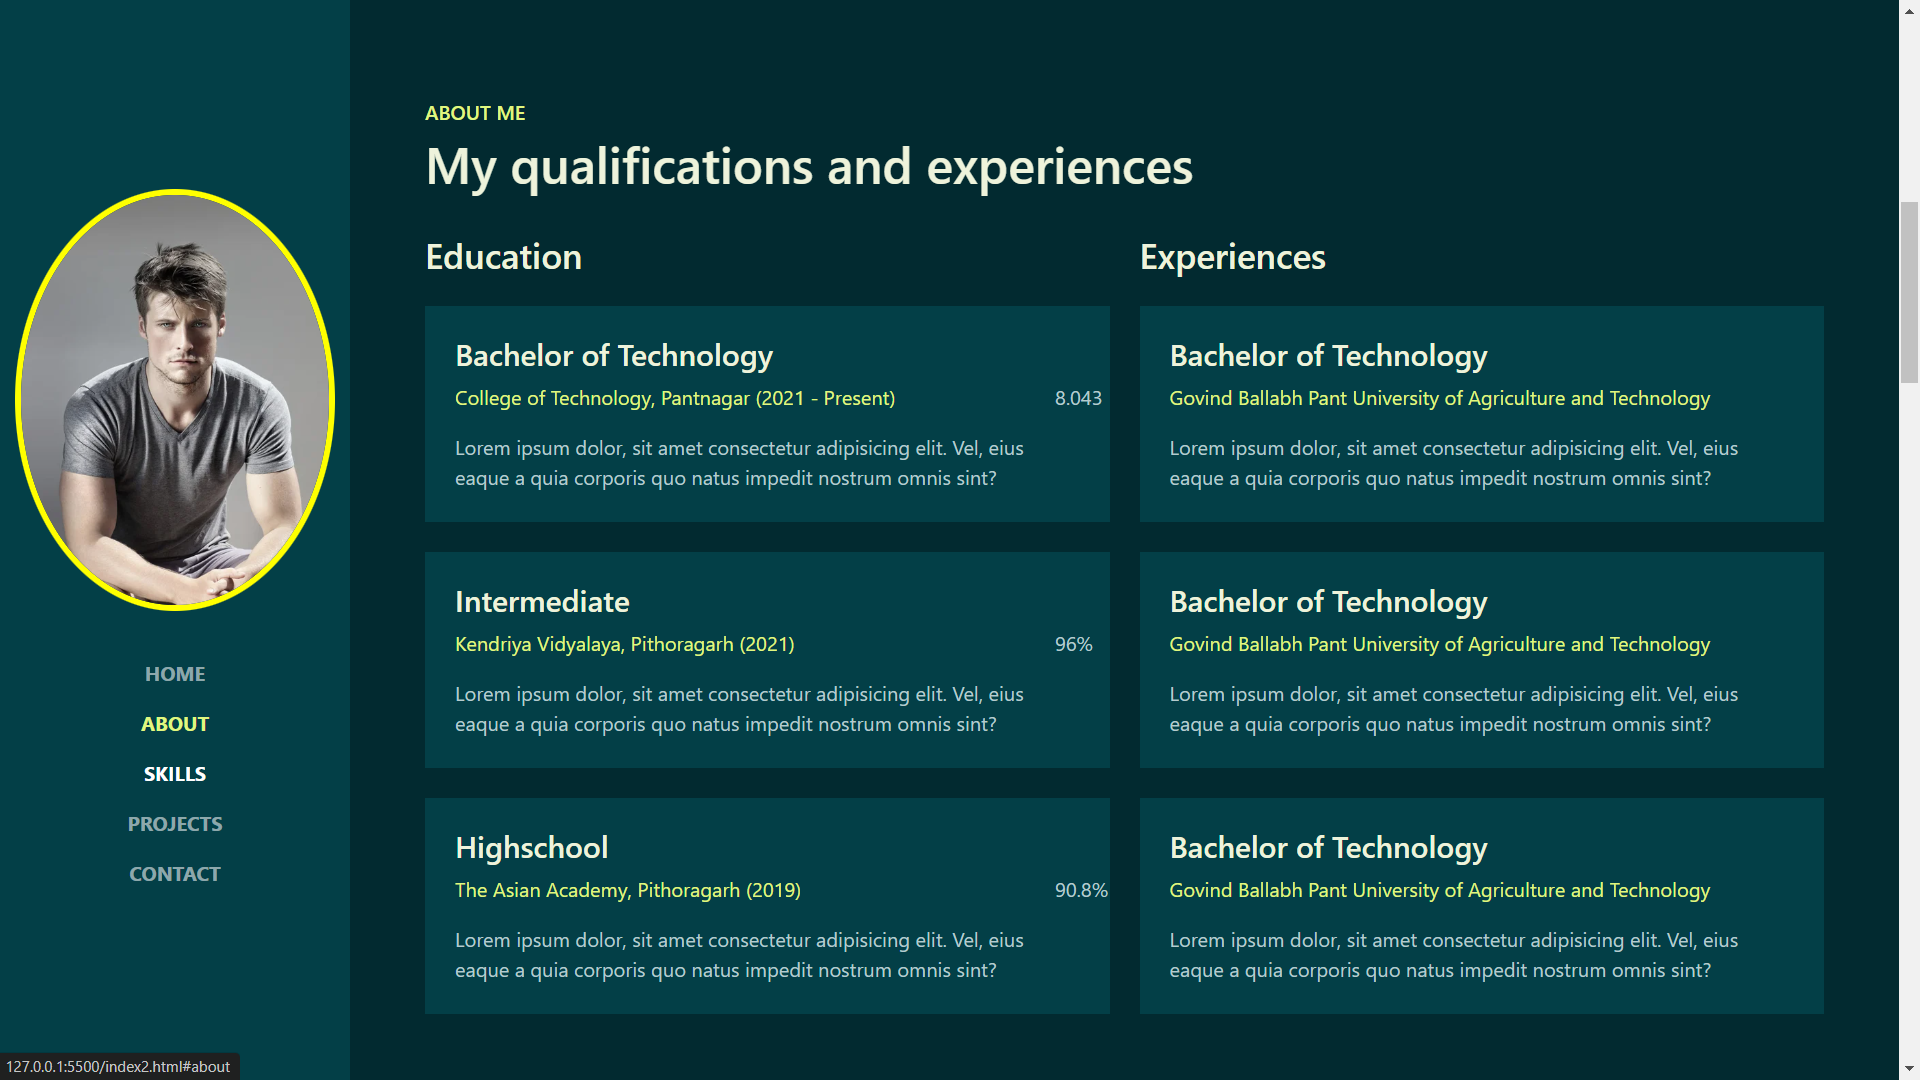 HOME
ABOUT
SKILLS
PROJECTS
CONTACT
ABOUT ME
My qualifications and experiences
Education
Bachelor of Technology
College of Technology, Pantnagar (2021 - Present) 8.043
Lorem ipsum dolor, sit amet consectetur adipisicing elit. Vel, eius
eaque a quia corporis quo natus impedit nostrum omnis sint?
Intermediate
Kendriya Vidyalaya, Pithoragarh (2021) 96%
Lorem ipsum dolor, sit amet consectetur adipisicing elit. Vel, eius
eaque a quia corporis quo natus impedit nostrum omnis sint?
Highschool
The Asian Academy, Pithoragarh (2019) 90.8%
Lorem ipsum dolor, sit amet consectetur adipisicing elit. Vel, eius
eaque a quia corporis quo natus impedit nostrum omnis sint?
Experiences
Bachelor of Technology
Govind Ballabh Pant University of Agriculture and Technology
Lorem ipsum dolor, sit amet consectetur adipisicing elit. Vel, eius
eaque a quia corporis quo natus impedit nostrum omnis sint?
Bachelor of Technology
Govind Ballabh Pant University of Agriculture and Technology
Lorem ipsum dolor, sit amet consectetur adipisicing elit. Vel, eius
eaque a quia corporis quo natus impedit nostrum omnis sint?
Bachelor of Technology
Govind Ballabh Pant University of Agriculture and Technology
Lorem ipsum dolor, sit amet consectetur adipisicing elit. Vel, eius
eaque a quia corporis quo natus impedit nostrum omnis sint?
127.0.0.1:5500/index2.html#about